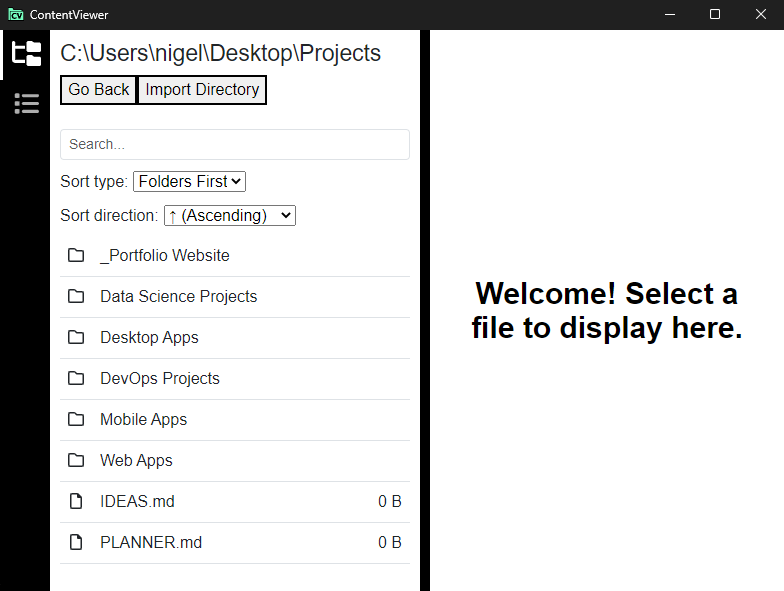 ContentViewer
C:\Users\nigel\Desktop\Projects
Go Back Import Directory
Search...
Sort type: Folders First
Sort direction: ↑ (Ascending)
_Portfolio Website
Data Science Projects
Desktop Apps
DevOps Projects
Mobile Apps
Web Apps
IDEAS.md 0 B
PLANNER.md 0 B
Welcome! Select a
file to display here.